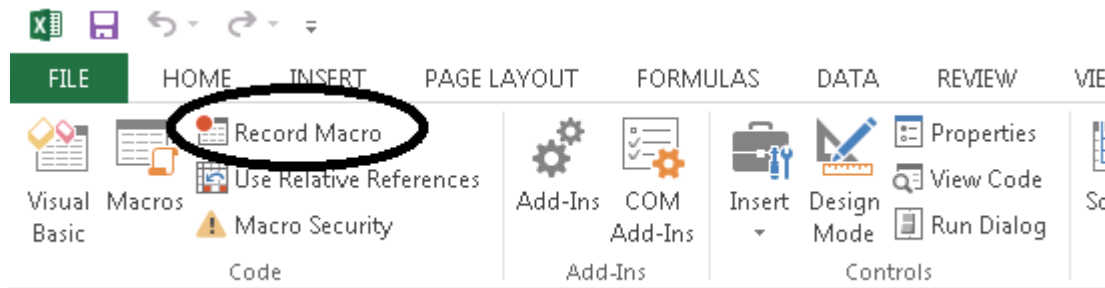 FILE HOME INSERT PAGE LAYOUT FORMULAS DATA REVIEW
Record Macro
Use Relative References
Macro Security
Visual Basic
Macros
Code
Add-Ins
COM Add-Ins
Add-Ins
Insert
Design Mode
Properties
View Code
Run Dialog
Controls